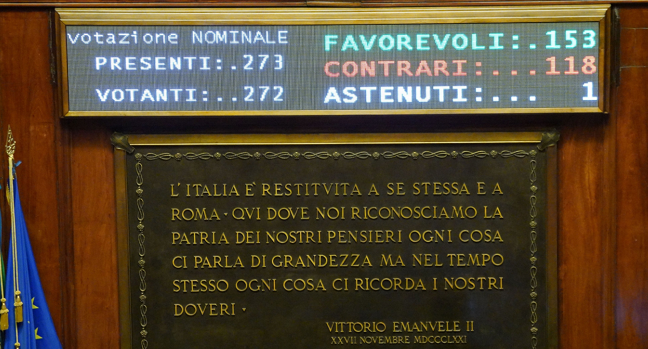 votazione NOMINALE
PRESENTI:.273
VOTANTI:..272
FAVOREVOLI:.153
CONTRARI:...118
ASTENUTI:... 1
L'ITALIA E' RESTITVITA A SE STESSA E A
ROMA · QVI DOVE NOI RICONOSCIAMO LA
PATRIA DEI NOSTRI PENSIERI OGNI COSA
CI PARLA DI GRANDEZZA MA NEL TEMPO
STESSO OGNI COSA CI RICORDA I NOSTRI
DOVERI ·
VITTORIO EMANVELE II
XXVII NOVEMBRE MDCCCLXXI